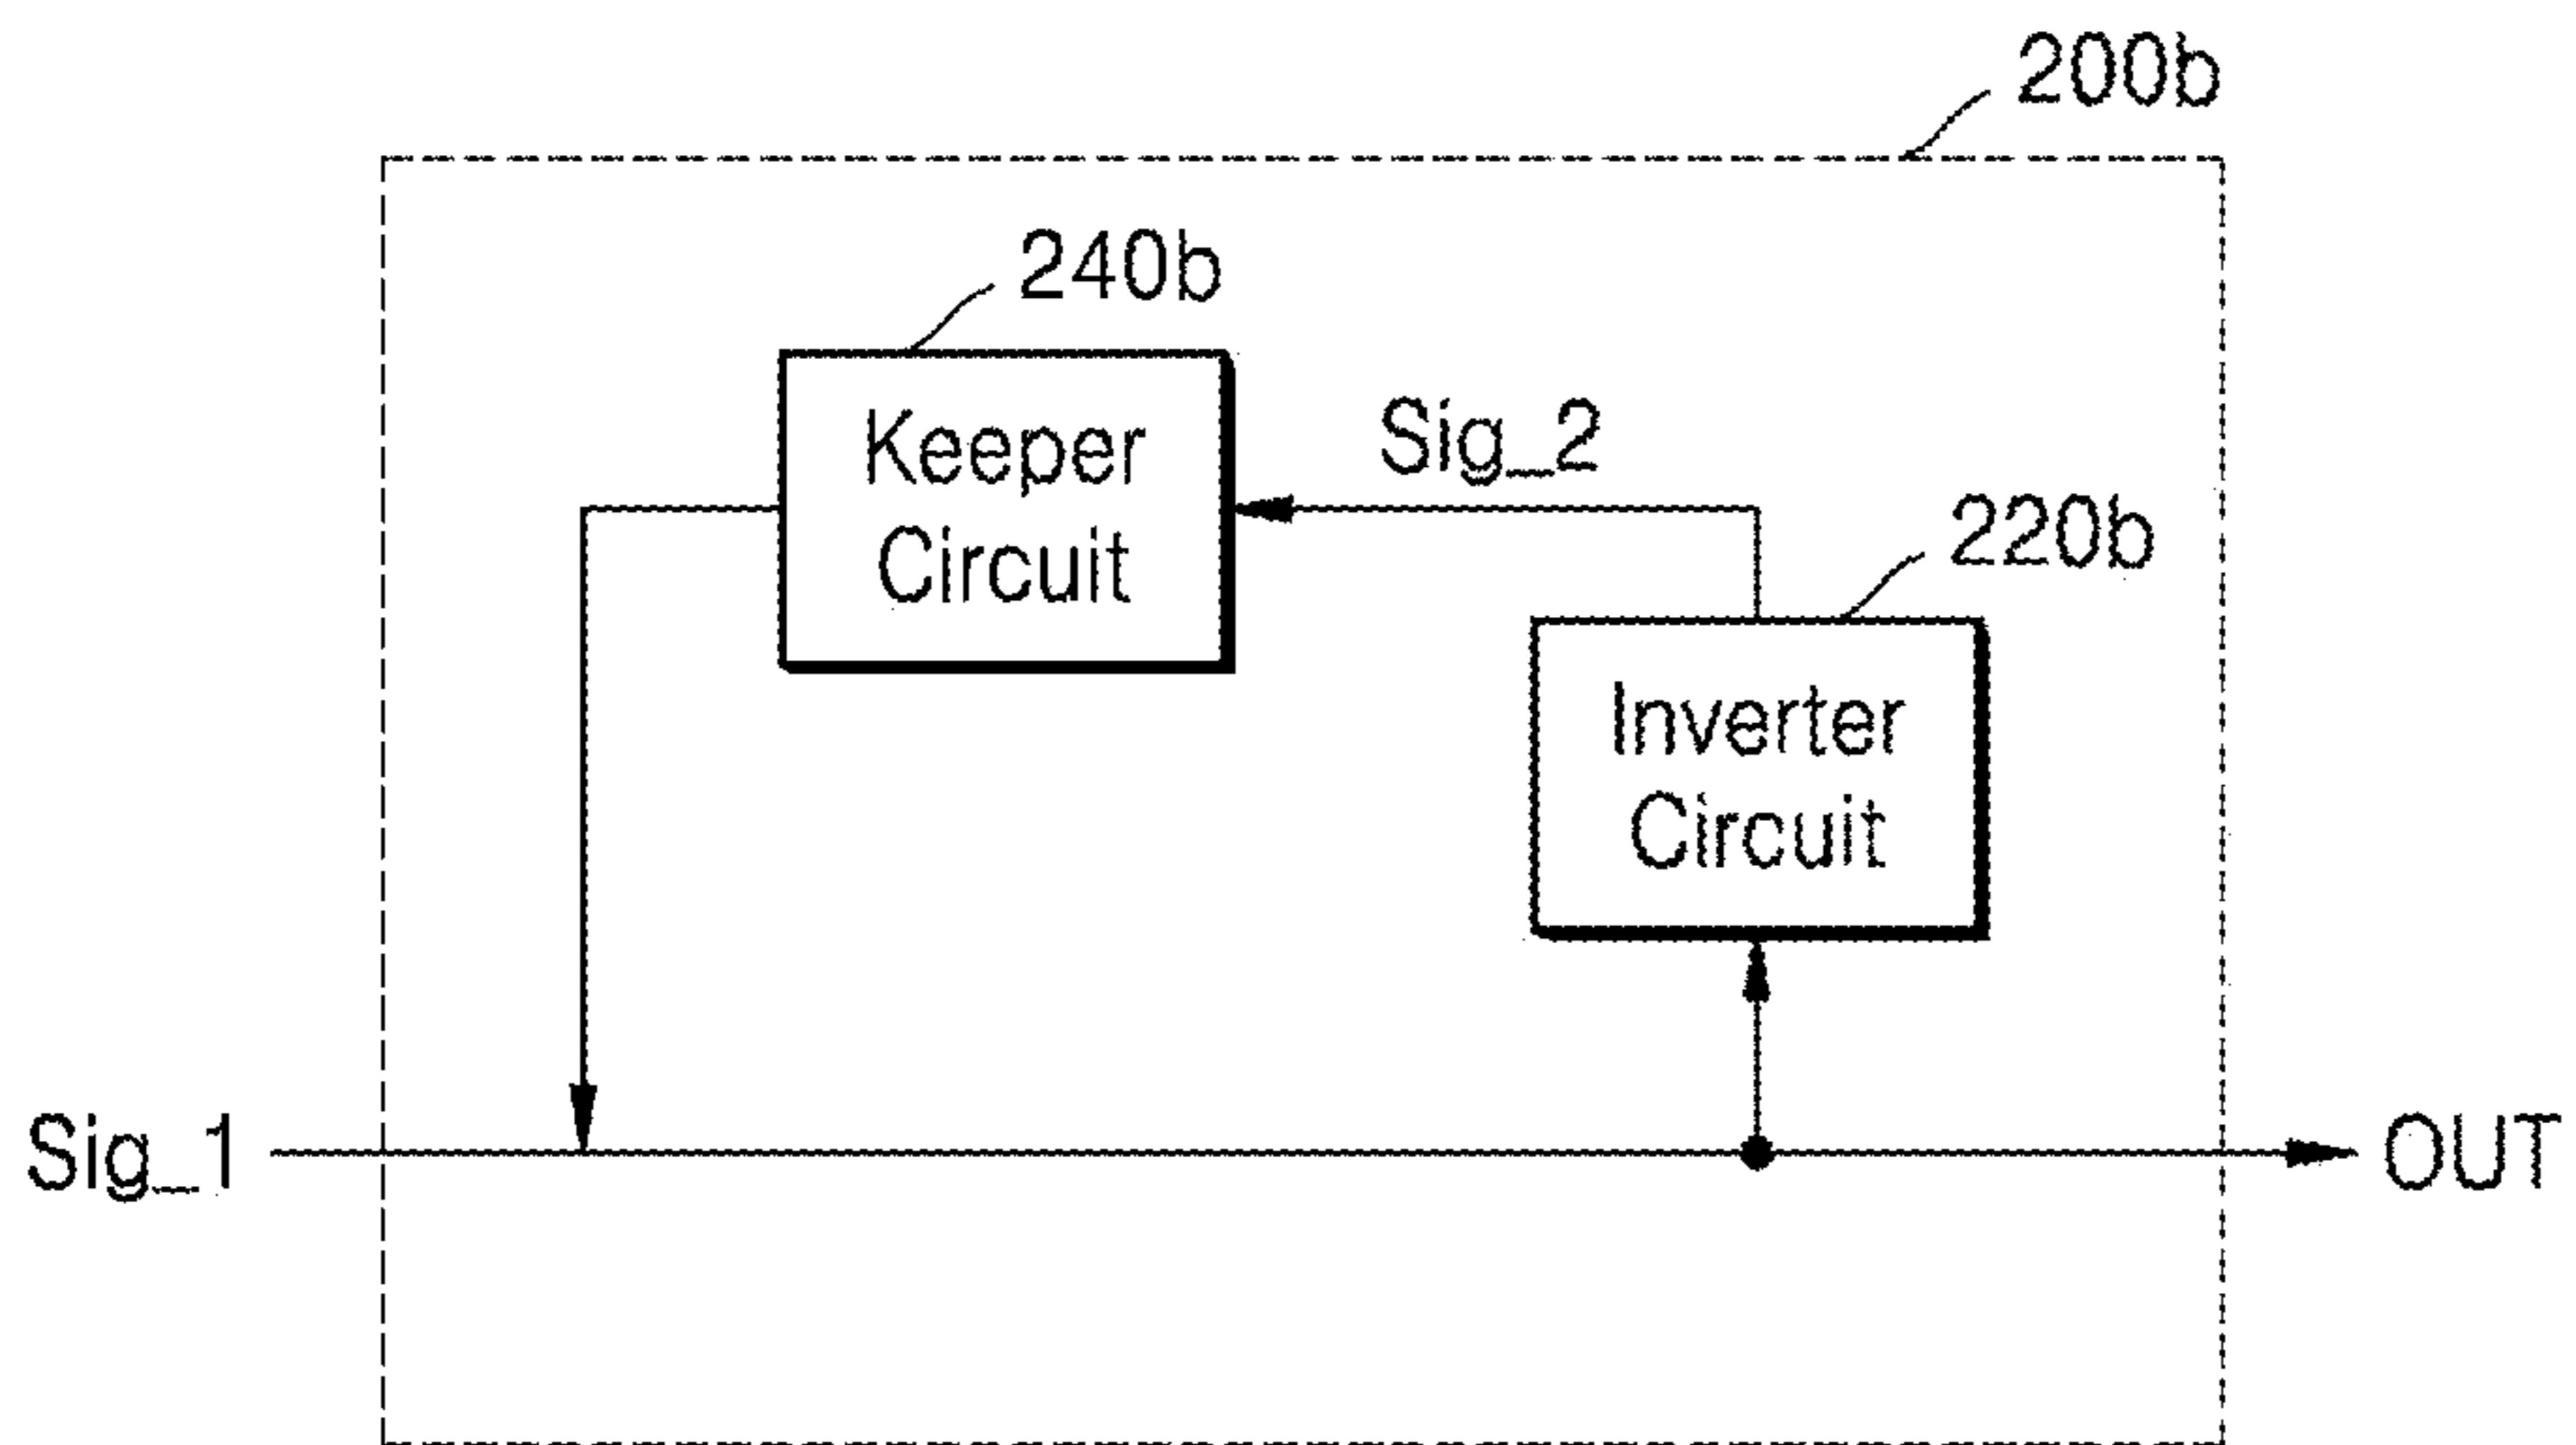 200b
240b
Keeper
Circuit
Sig_2
220b
Inverter
Circuit
Sig_1
OUT